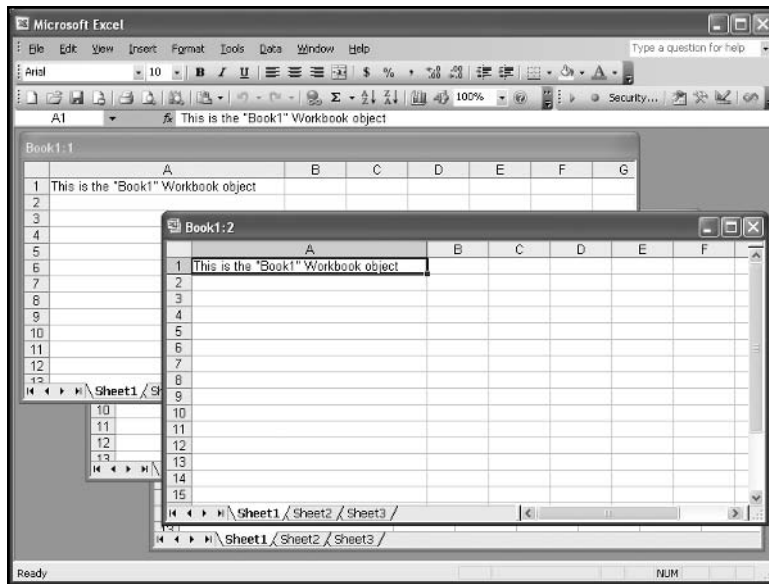 Microsoft Excel
File Edit View Insert Format Tools Data Window Help Type a question for help
Arial 10 B I U $ % ,
Σ 100% Security...
A1 fx This is the "Book1" Workbook object
Book1:1
A B C D E F G
1 This is the "Book1" Workbook object
2
3
4
5
6
7
8
9
10
11
12
13
Sheet1 Sh
10
11
12
13
Book1:2
A B C D E F
1 This is the "Book1" Workbook object
2
3
4
5
6
7
8
9
10
11
12
13
14
15
Sheet1 Sheet2 Sheet3
Sheet1 Sheet2 Sheet3
Ready NUM